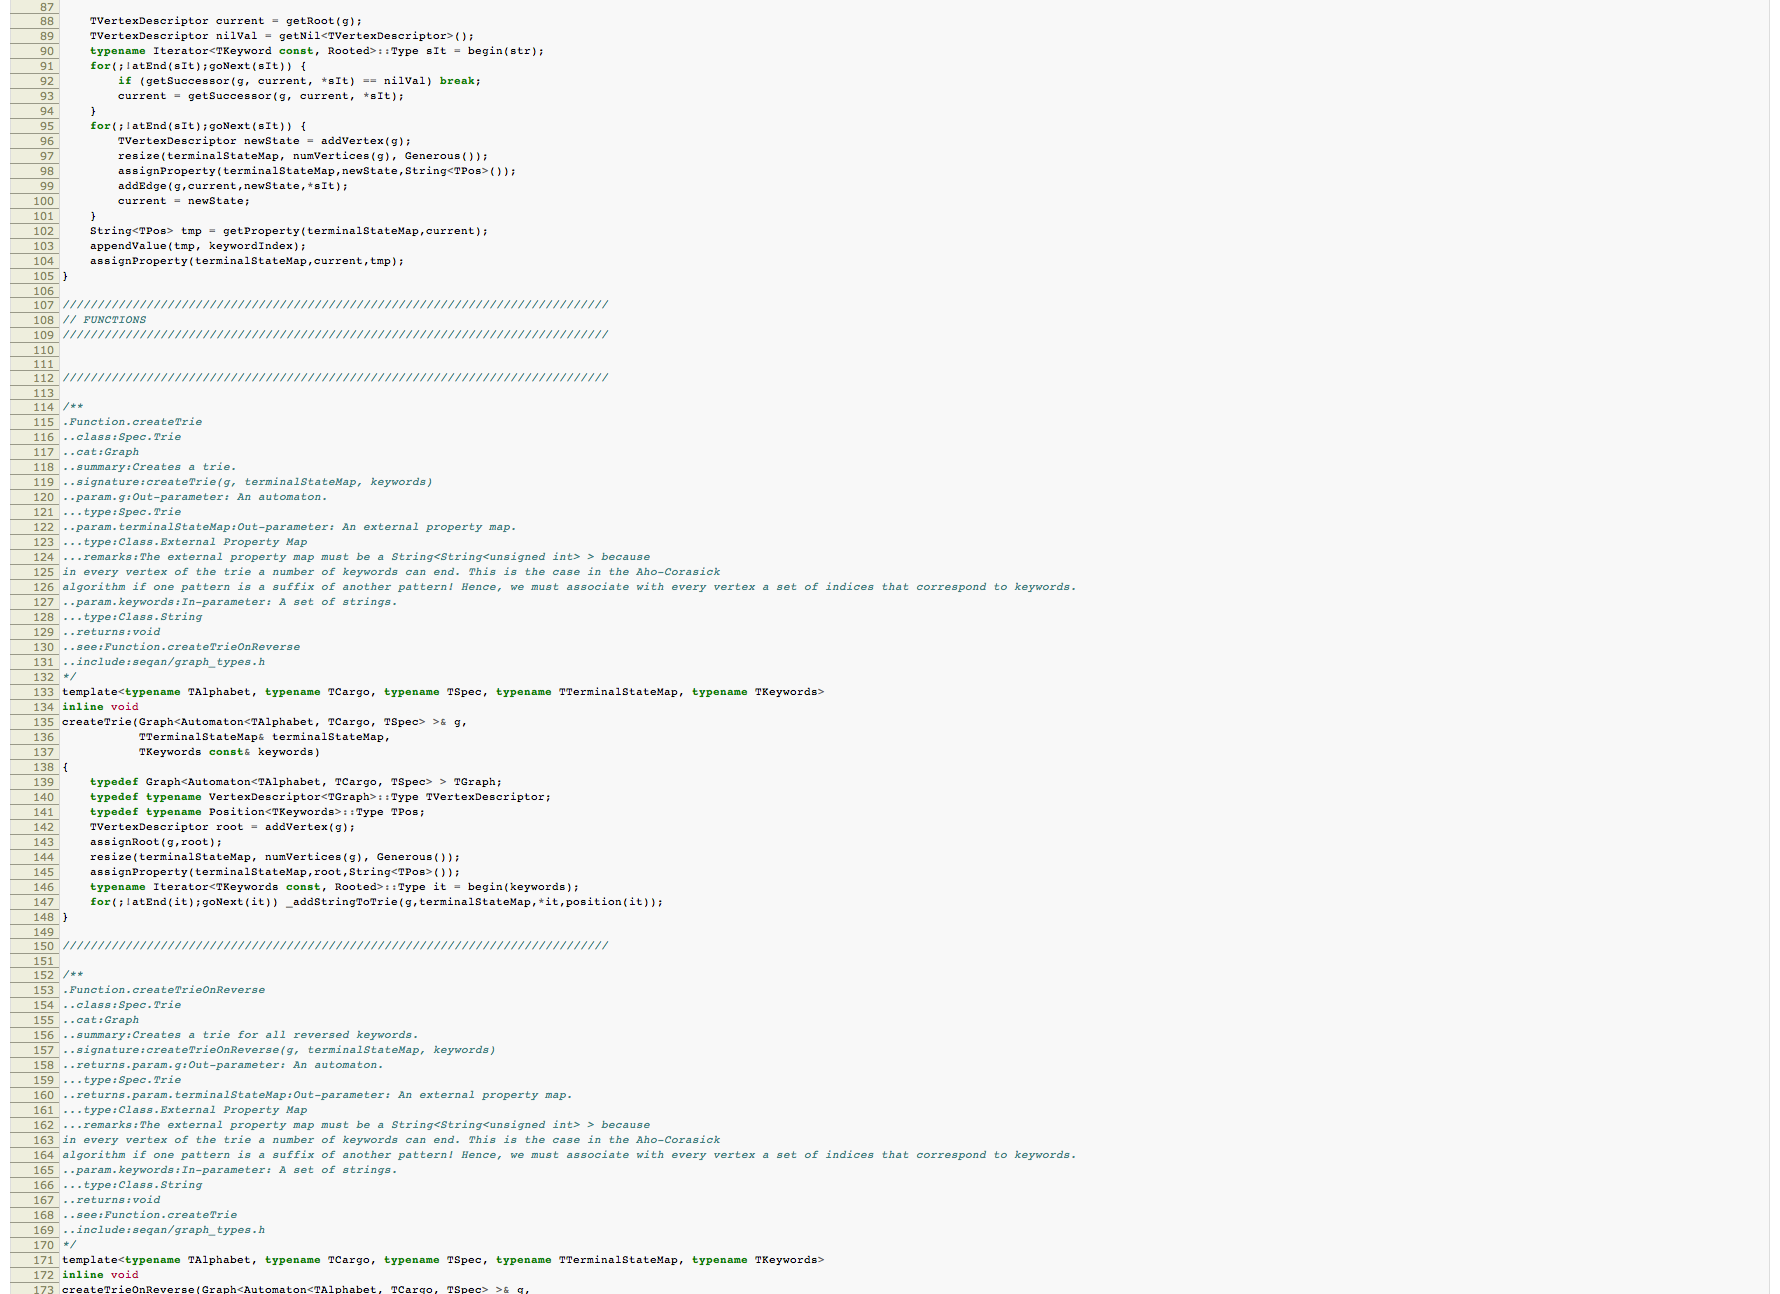 87
88 TVertexDescriptor current = getRoot(g);
89 TVertexDescriptor nilVal = getNil<TVertexDescriptor>();
90 typename Iterator<TKeyword const, Rooted>::Type sIt = begin(str);
91 for(;!atEnd(sIt);goNext(sIt)) {
92 if (getSuccessor(g, current, *sIt) == nilVal) break;
93 current = getSuccessor(g, current, *sIt);
94 }
95 for(;!atEnd(sIt);goNext(sIt)) {
96 TVertexDescriptor newState = addVertex(g);
97 resize(terminalStateMap, numVertices(g), Generous());
98 assignProperty(terminalStateMap,newState,String<TPos>());
99 addEdge(g,current,newState,*sIt);
100 current = newState;
101 }
102 String<TPos> tmp = getProperty(terminalStateMap,current);
103 appendValue(tmp, keywordIndex);
104 assignProperty(terminalStateMap,current,tmp);
105 }
106
107 //////////////////////////////////////////////////////////////////////////////
108 // FUNCTIONS
109 //////////////////////////////////////////////////////////////////////////////
110
111
112 //////////////////////////////////////////////////////////////////////////////
113
114 /**
115 .Function.createTrie
116 ..class:Spec.Trie
117 ..cat:Graph
118 ..summary:Creates a trie.
119 ..signature:createTrie(g, terminalStateMap, keywords)
120 ..param.g:Out-parameter: An automaton.
121 ...type:Spec.Trie
122 ..param.terminalStateMap:Out-parameter: An external property map.
123 ...type:Class.External Property Map
124 ...remarks:The external property map must be a String<String<unsigned int> > because
125 in every vertex of the trie a number of keywords can end. This is the case in the Aho-Corasick
126 algorithm if one pattern is a suffix of another pattern! Hence, we must associate with every vertex a set of indices that correspond to keywords.
127 ..param.keywords:In-parameter: A set of strings.
128 ...type:Class.String
129 ..returns:void
130 ..see:Function.createTrieOnReverse
131 ..include:seqan/graph_types.h
132 */
133 template<typename TAlphabet, typename TCargo, typename TSpec, typename TTerminalStateMap, typename TKeywords>
134 inline void
135 createTrie(Graph<Automaton<TAlphabet, TCargo, TSpec> >& g,
136 TTerminalStateMap& terminalStateMap,
137 TKeywords const& keywords)
138 {
139 typedef Graph<Automaton<TAlphabet, TCargo, TSpec> > TGraph;
140 typedef typename VertexDescriptor<TGraph>::Type TVertexDescriptor;
141 typedef typename Position<TKeywords>::Type TPos;
142 TVertexDescriptor root = addVertex(g);
143 assignRoot(g,root);
144 resize(terminalStateMap, numVertices(g), Generous());
145 assignProperty(terminalStateMap,root,String<TPos>());
146 typename Iterator<TKeywords const, Rooted>::Type it = begin(keywords);
147 for(;!atEnd(it);goNext(it)) _addStringToTrie(g,terminalStateMap,*it,position(it));
148 }
149
150 //////////////////////////////////////////////////////////////////////////////
151
152 /**
153 .Function.createTrieOnReverse
154 ..class:Spec.Trie
155 ..cat:Graph
156 ..summary:Creates a trie for all reversed keywords.
157 ..signature:createTrieOnReverse(g, terminalStateMap, keywords)
158 ..returns.param.g:Out-parameter: An automaton.
159 ...type:Spec.Trie
160 ..returns.param.terminalStateMap:Out-parameter: An external property map.
161 ...type:Class.External Property Map
162 ...remarks:The external property map must be a String<String<unsigned int> > because
163 in every vertex of the trie a number of keywords can end. This is the case in the Aho-Corasick
164 algorithm if one pattern is a suffix of another pattern! Hence, we must associate with every vertex a set of indices that correspond to keywords.
165 ..param.keywords:In-parameter: A set of strings.
166 ...type:Class.String
167 ..returns:void
168 ..see:Function.createTrie
169 ..include:seqan/graph_types.h
170 */
171 template<typename TAlphabet, typename TCargo, typename TSpec, typename TTerminalStateMap, typename TKeywords>
172 inline void
173 createTrieOnReverse(Graph<Automaton<TAlphabet, TCargo, TSpec> >& g,